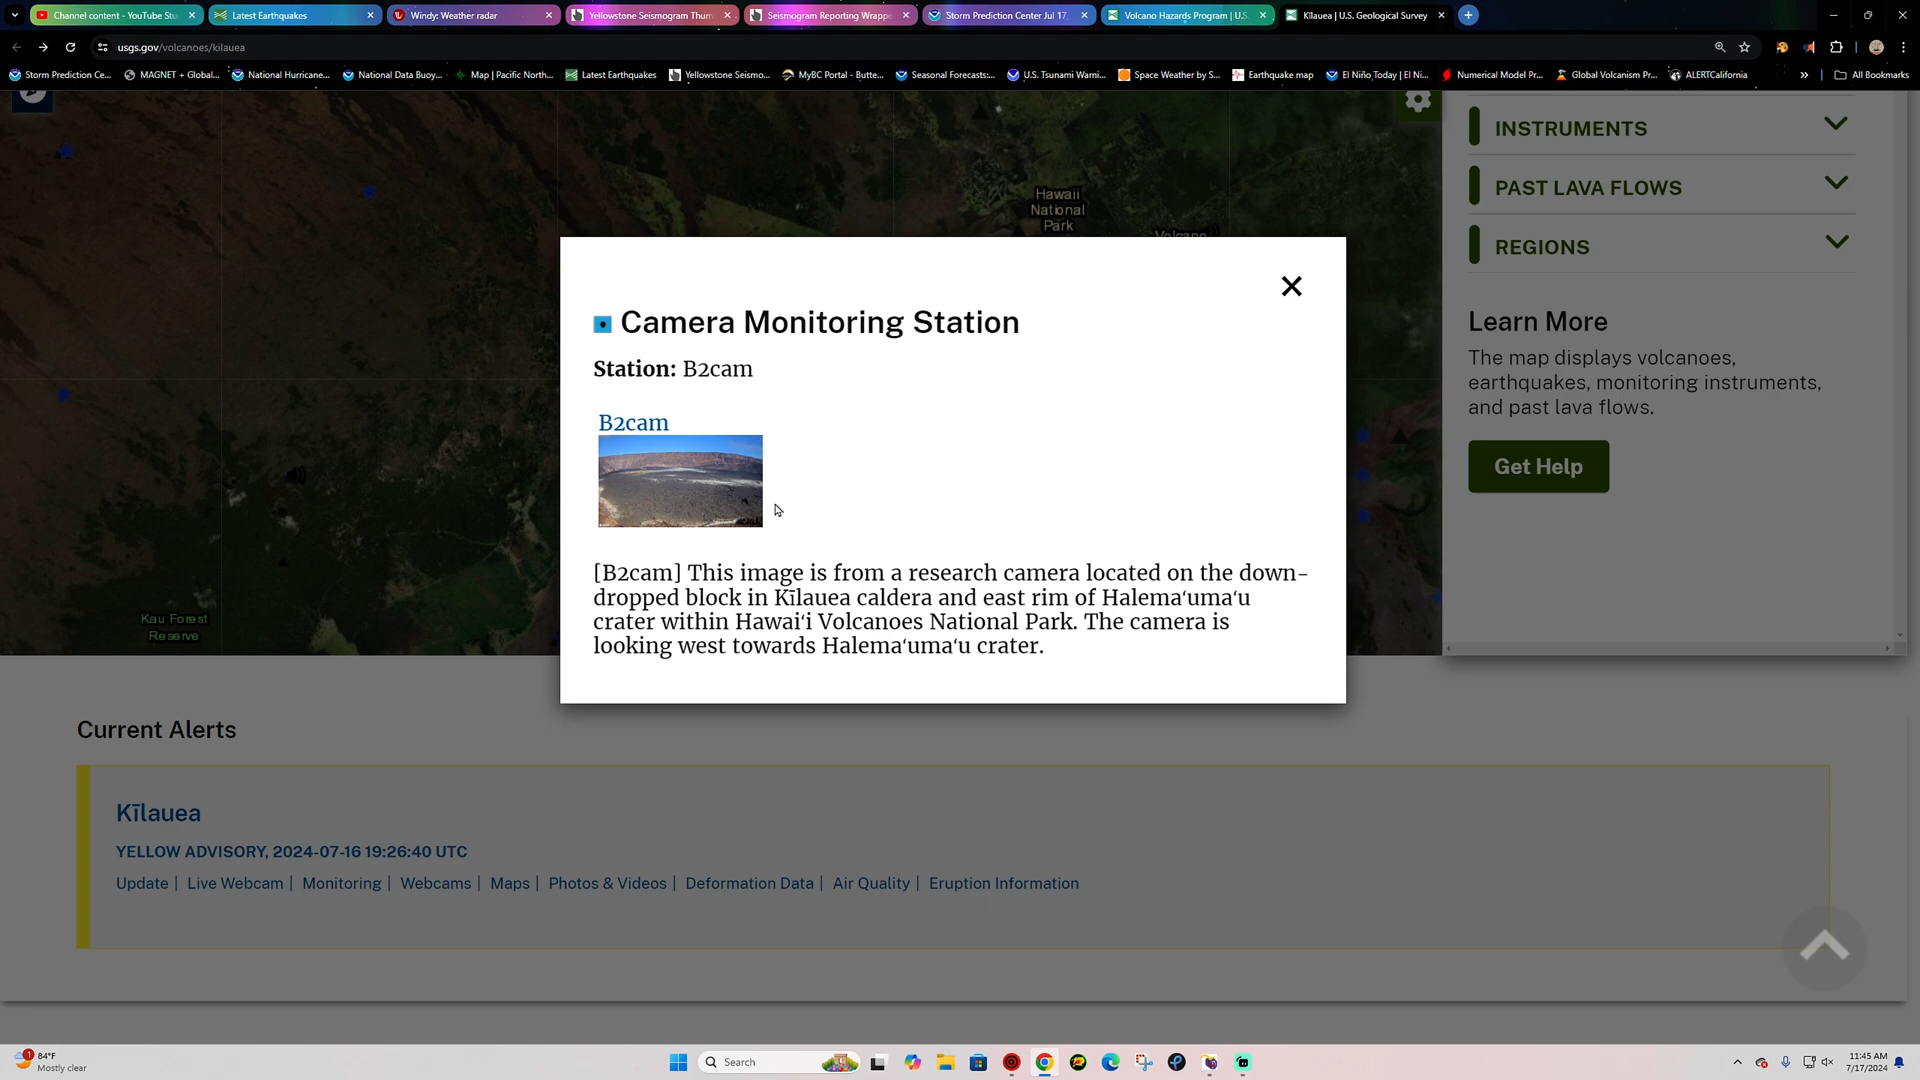 Channel content - YouTube Stu
Latest Earthquakes
Windy: Weather radar
Yellowstone Seismogram Thum
Seismogram Reporting Wrappe
Storm Prediction Center Jul 17,
Volcano Hazards Program | U.S.
Kīlauea | U.S. Geological Survey
usgs.gov/volcanoes/kilauea
Storm Prediction Ce...
MAGNET + Global...
National Hurricane...
National Data Buoy...
Map | Pacific North...
Latest Earthquakes
Yellowstone Seismo...
MyBC Portal - Butte...
Seasonal Forecasts:...
U.S. Tsunami Warni...
Space Weather by S...
Earthquake map
El Niño Today | El Ni...
Numerical Model Pr...
Global Volcanism Pr...
ALERTCalifornia
All Bookmarks
Hawaii
National
Park
Volcano
Kau Forest
Reserve
INSTRUMENTS
PAST LAVA FLOWS
REGIONS
Learn More
The map displays volcanoes,
earthquakes, monitoring instruments,
and past lava flows.
Get Help
Camera Monitoring Station
Station: B2cam
B2cam
[B2cam] This image is from a research camera located on the down-
dropped block in Kīlauea caldera and east rim of Halemaʻumaʻu
crater within Hawaiʻi Volcanoes National Park. The camera is
looking west towards Halemaʻumaʻu crater.
Current Alerts
Kīlauea
YELLOW ADVISORY, 2024-07-16 19:26:40 UTC
Update | Live Webcam | Monitoring | Webcams | Maps | Photos & Videos | Deformation Data | Air Quality | Eruption Information
1
84°F
Mostly clear
Search
11:45 AM
7/17/2024